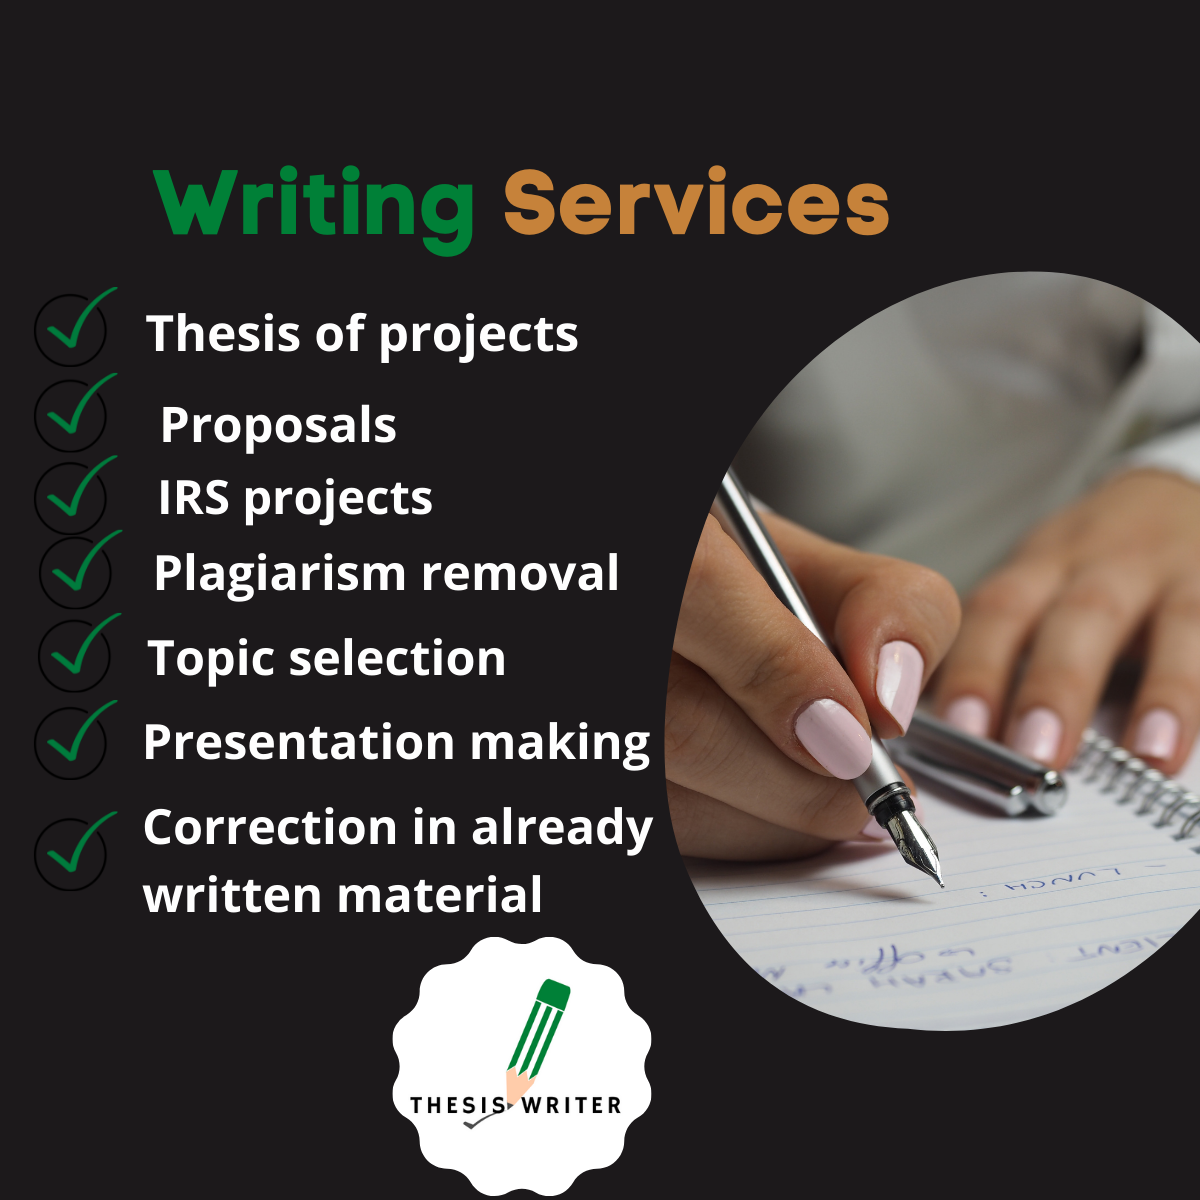 Writing Services
Thesis of projects
Proposals
IRS projects
Plagiarism removal
Topic selection
Presentation making
Correction in already
written material
THESIS WRITER
LUNCH :